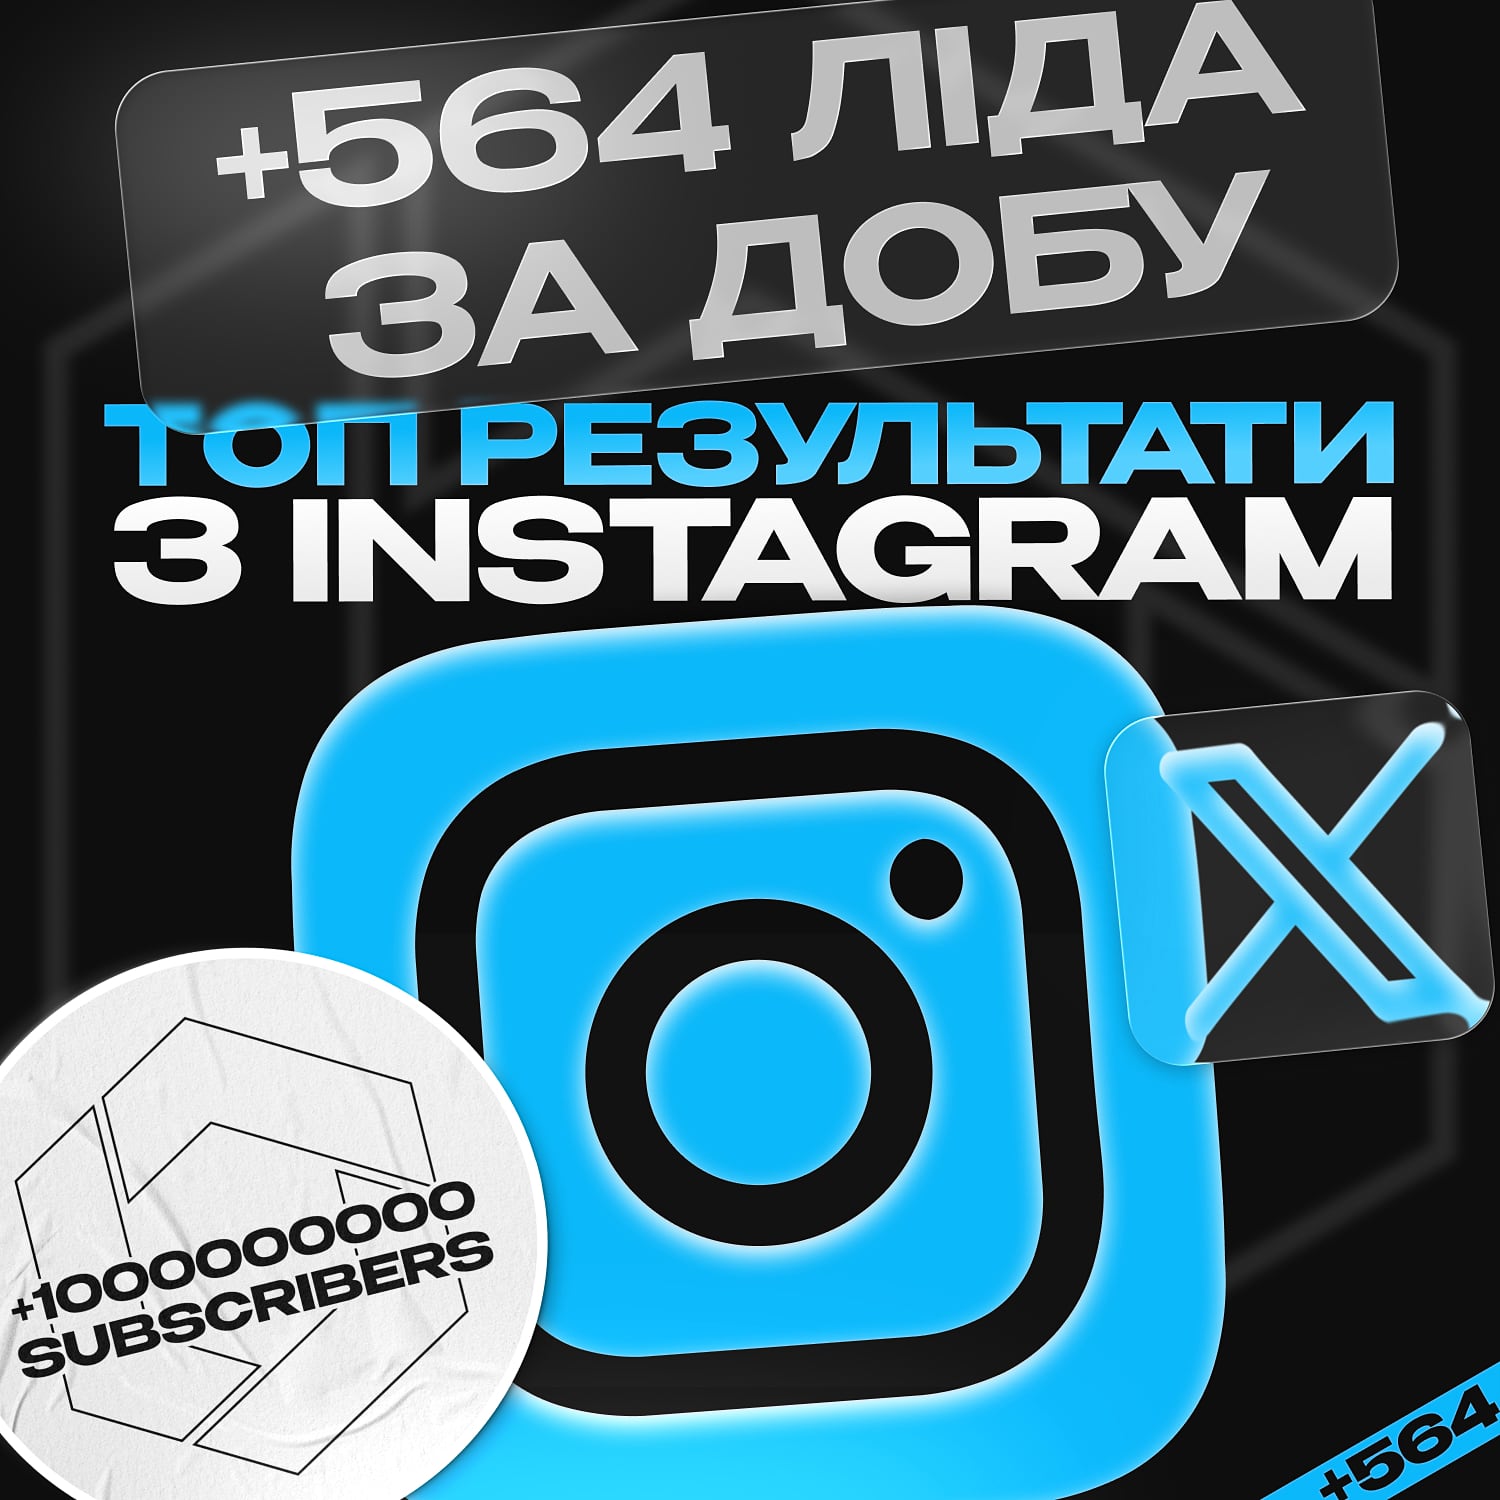 +564 ЛІДА
ЗА ДОБУ
ТОП РЕЗУЛЬТАТИ
З INSTAGRAM
+1000000000
SUBSCRIBERS
+564